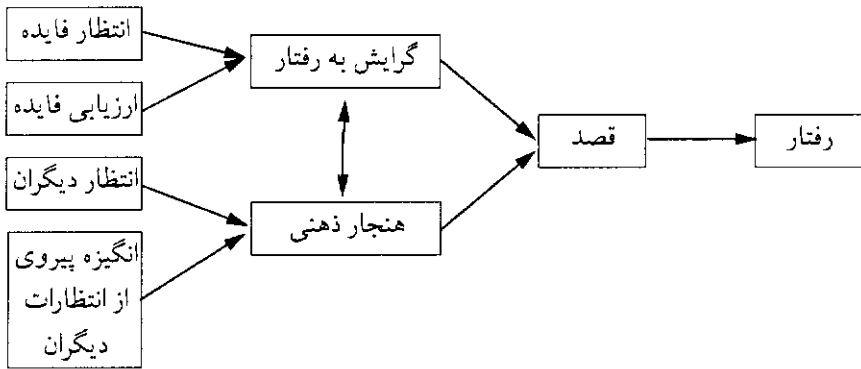 انتظار فایده
ارزیابی فایده
انتظار دیگران
انگیزه پیروی
از انتظارات
دیگران
گرایش به رفتار
هنجار ذهنی
قصد
رفتار